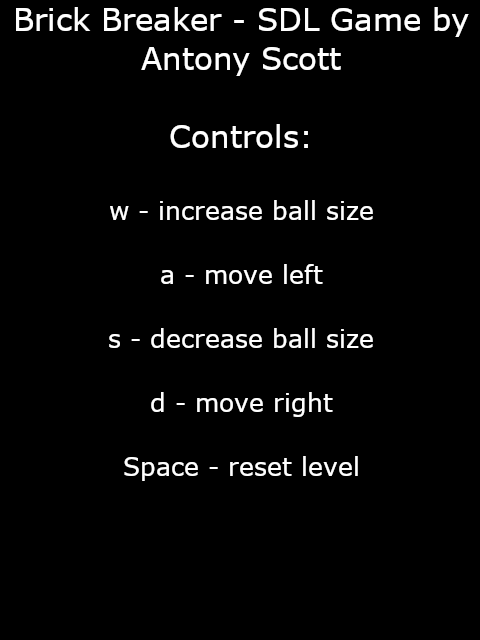 Brick Breaker - SDL Game by
Antony Scott
Controls:
w - increase ball size
a - move left
s - decrease ball size
d - move right
Space - reset level